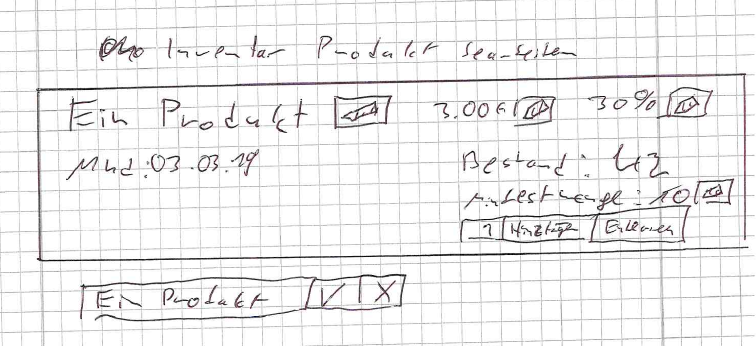 Inventar Produkt bearbeiten
Ein Produkt 3.00€ 30%
Mhd: 03.03.19 Bestand: 42
Mindestmenge: 10
1 Hinzufügen Entfernen
Ein Produkt ✓ X